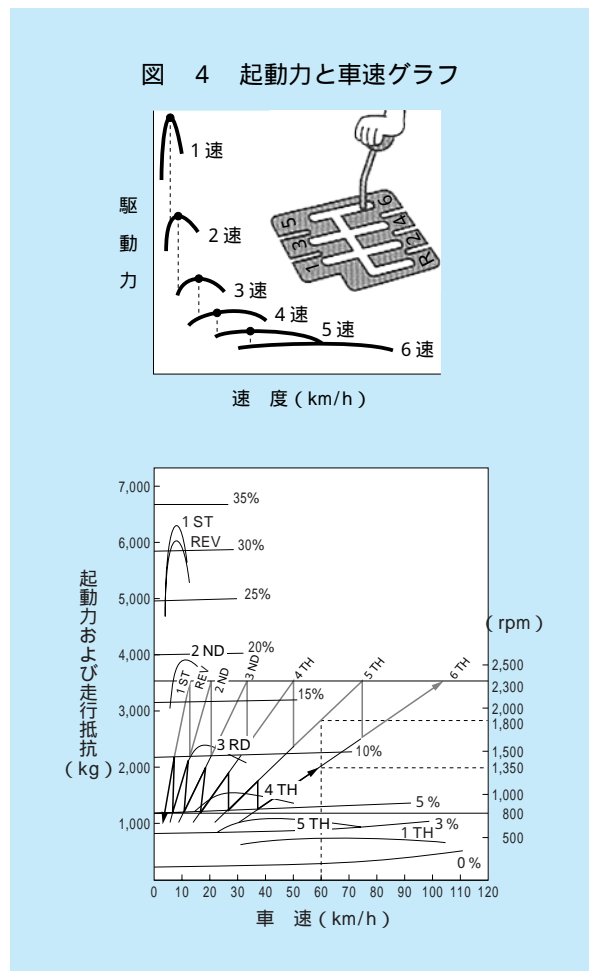 図　4　起動力と車速グラフ
駆動力
1速
2速
3速
4速
5速
6速
5
3
1
6
4
2
R
速　度（km/h）
起動力および走行抵抗
(kg)
7,000
6,000
5,000
4,000
3,000
2,000
1,000
35%
1 ST
REV
30%
25%
2 ND
20%
1 ST
REV
2 ND
3 ND
4 TH
5 TH
6 TH
15%
3 RD
10%
4 TH
5 %
5 TH
3 %
1 TH
0 %
(rpm)
2,500
2,300
2,000
1,800
1,500
1,350
1,000
800
500
0 10 20 30 40 50 60 70 80 90 100 110 120
車　速（km/h）